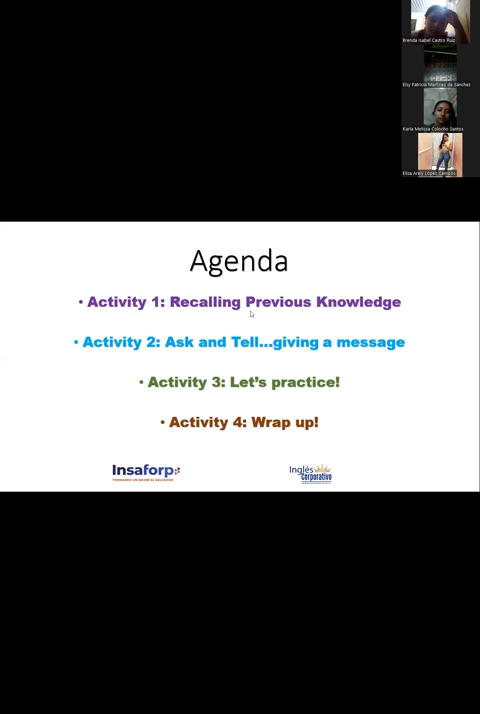 Brenda Isabel Castro Ruiz
Elsy Patricia Martinez de Sanchez
Karla Melissa Colocho Santos
Elisa Arely López Campos
Agenda
• Activity 1: Recalling Previous Knowledge
• Activity 2: Ask and Tell...giving a message
• Activity 3: Let's practice!
• Activity 4: Wrap up!
Insaforp
FORMANDO UN MEJOR EL SALVADOR
Inglés
Corporativo